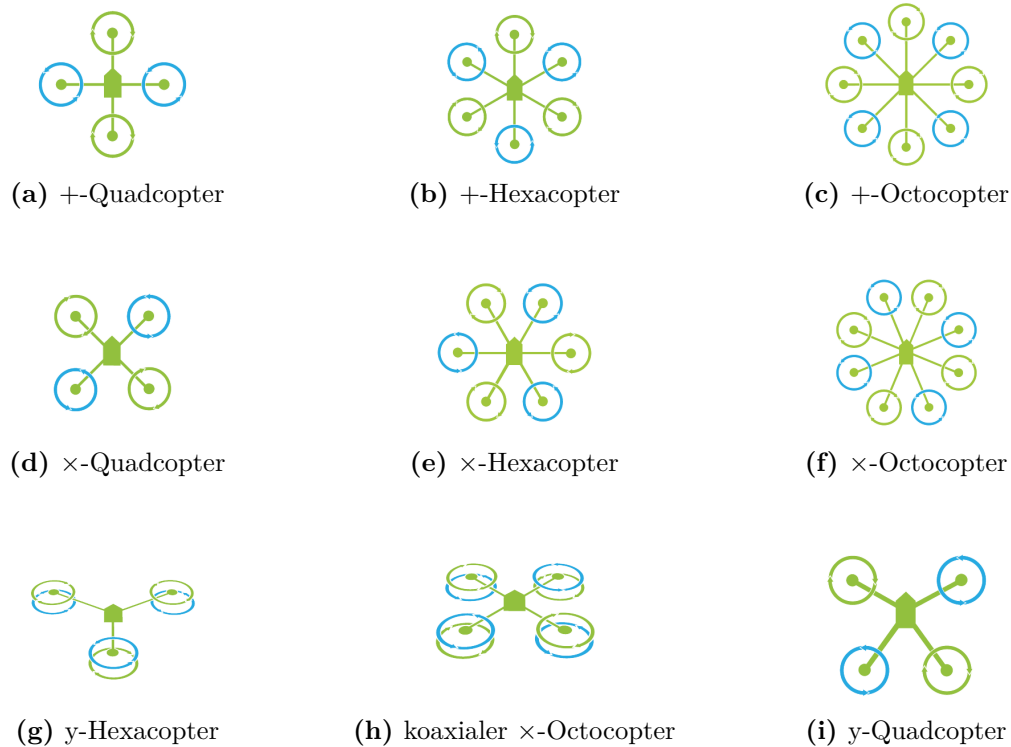 (a) +-Quadcopter
(b) +-Hexacopter
(c) +-Octocopter
(d) ×-Quadcopter
(e) ×-Hexacopter
(f) ×-Octocopter
(g) y-Hexacopter
(h) koaxialer ×-Octocopter
(i) y-Quadcopter